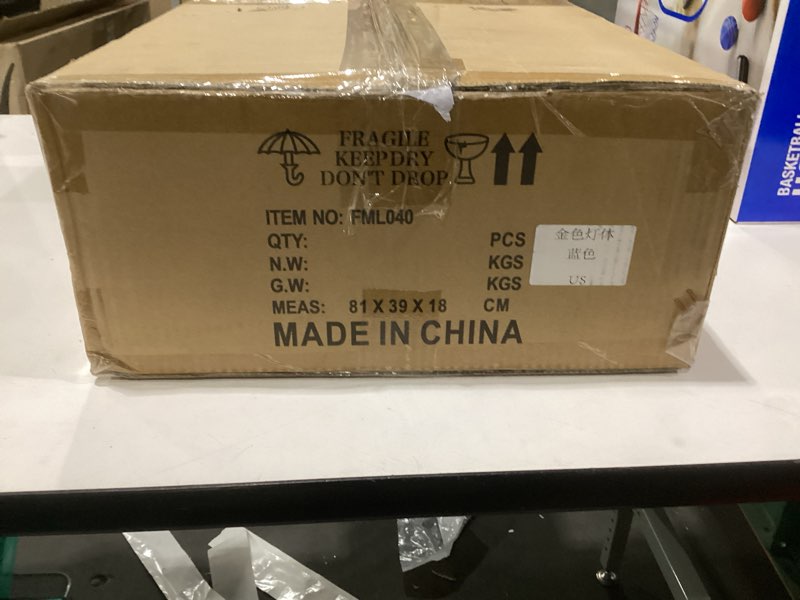 FRAGILE
KEEP DRY
DON'T DROP
ITEM NO: FML040
QTY: PCS
N.W: KGS
G.W: KGS
MEAS: 81 X 39 X 18 CM
MADE IN CHINA
金色灯体
蓝色
US
BASKETBALL